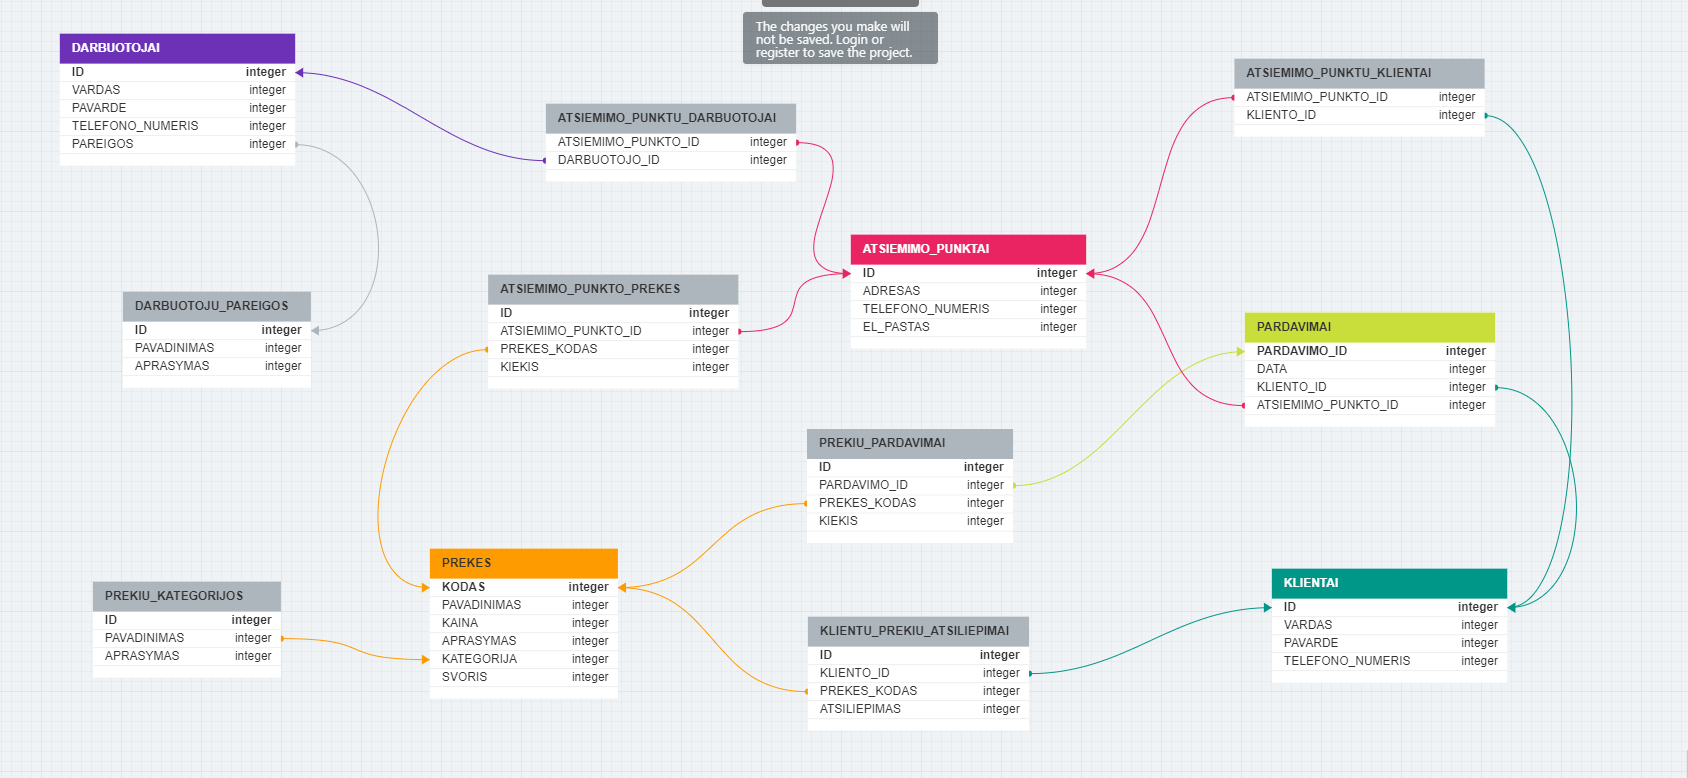 The changes you make will
not be saved. Login or
register to save the project.
DARBUOTOJAI
ID integer
VARDAS integer
PAVARDE integer
TELEFONO_NUMERIS integer
PAREIGOS integer
ATSIEMIMO_PUNKTU_DARBUOTOJAI
ATSIEMIMO_PUNKTO_ID integer
DARBUOTOJO_ID integer
ATSIEMIMO_PUNKTU_KLIENTAI
ATSIEMIMO_PUNKTO_ID integer
KLIENTO_ID integer
ATSIEMIMO_PUNKTAI
ID integer
ADRESAS integer
TELEFONO_NUMERIS integer
EL_PASTAS integer
DARBUOTOJU_PAREIGOS
ID integer
PAVADINIMAS integer
APRASYMAS integer
ATSIEMIMO_PUNKTO_PREKES
ID integer
ATSIEMIMO_PUNKTO_ID integer
PREKES_KODAS integer
KIEKIS integer
PARDAVIMAI
PARDAVIMO_ID integer
DATA integer
KLIENTO_ID integer
ATSIEMIMO_PUNKTO_ID integer
PREKIU_PARDAVIMAI
ID integer
PARDAVIMO_ID integer
PREKES_KODAS integer
KIEKIS integer
PREKES
KODAS integer
PAVADINIMAS integer
KAINA integer
APRASYMAS integer
KATEGORIJA integer
SVORIS integer
PREKIU_KATEGORIJOS
ID integer
PAVADINIMAS integer
APRASYMAS integer
KLIENTU_PREKIU_ATSILIEPIMAI
ID integer
KLIENTO_ID integer
PREKES_KODAS integer
ATSILIEPIMAS integer
KLIENTAI
ID integer
VARDAS integer
PAVARDE integer
TELEFONO_NUMERIS integer